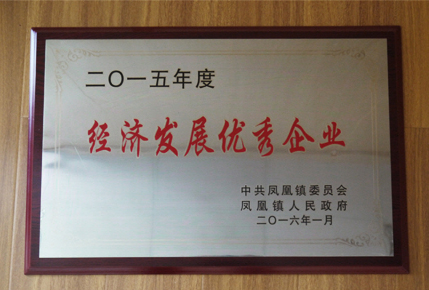 二〇一五年度
经济发展优秀企业
中共凤凰镇委员会
凤凰镇人民政府
二〇一六年一月